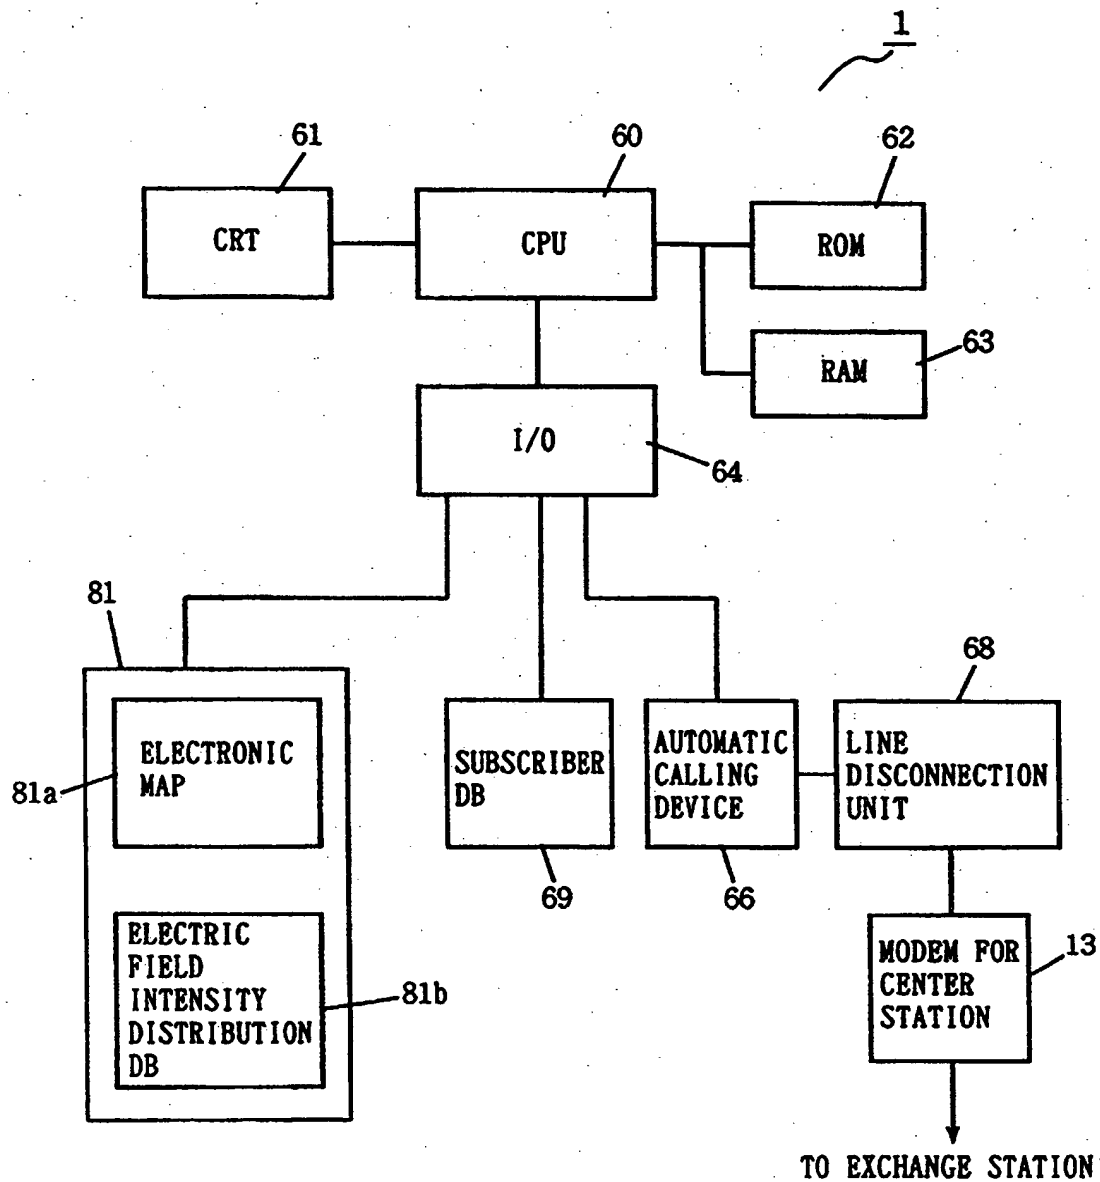 1
61
60
62
CRT
CPU
ROM
63
RAM
I/O
64
81
68
ELECTRONIC
MAP
81a
SUBSCRIBER
DB
AUTOMATIC
CALLING
DEVICE
LINE
DISCONNECTION
UNIT
69
66
ELECTRIC
FIELD
INTENSITY
DISTRIBUTION
DB
81b
MODEM FOR
CENTER
STATION
13
TO EXCHANGE STATION